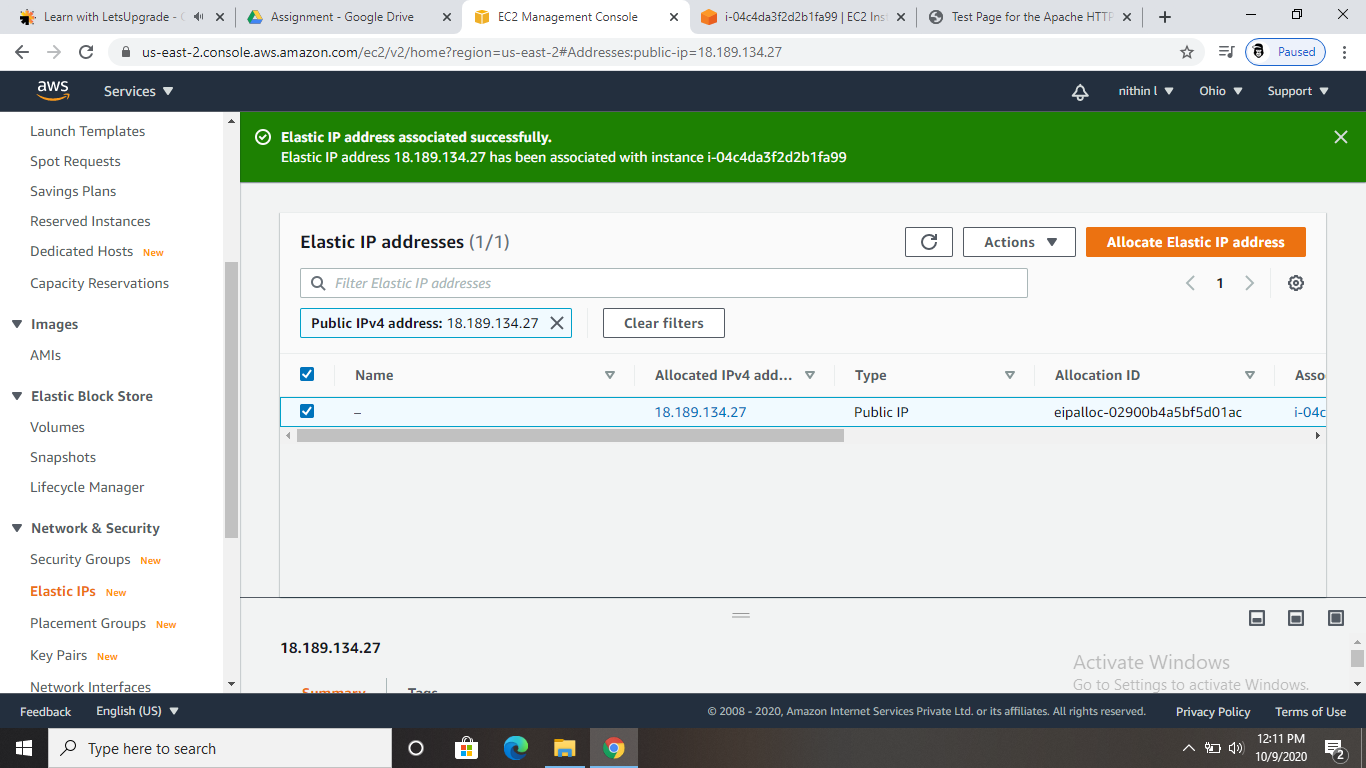 Learn with LetsUpgrade -
Assignment - Google Drive
EC2 Management Console
i-04c4da3f2d2b1fa99 | EC2 Ins
Test Page for the Apache HTTP
us-east-2.console.aws.amazon.com/ec2/v2/home?region=us-east-2#Addresses:public-ip=18.189.134.27
Paused
aws
Services
nithin l
Ohio
Support
Launch Templates
Spot Requests
Savings Plans
Reserved Instances
Dedicated Hosts New
Capacity Reservations
Images
AMIs
Elastic Block Store
Volumes
Snapshots
Lifecycle Manager
Network & Security
Security Groups New
Elastic IPs New
Placement Groups New
Key Pairs New
Network Interfaces
Elastic IP address associated successfully.
Elastic IP address 18.189.134.27 has been associated with instance i-04c4da3f2d2b1fa99
Elastic IP addresses (1/1)
Actions
Allocate Elastic IP address
Filter Elastic IP addresses
1
Public IPv4 address: 18.189.134.27
Clear filters
Name
Allocated IPv4 add...
Type
Allocation ID
Asso
–
18.189.134.27
Public IP
eipalloc-02900b4a5bf5d01ac
i-04c
18.189.134.27
Summary
Tags
Activate Windows
Go to Settings to activate Windows.
Feedback
English (US)
© 2008 - 2020, Amazon Internet Services Private Ltd. or its affiliates. All rights reserved.
Privacy Policy
Terms of Use
Type here to search
12:11 PM
10/9/2020
2